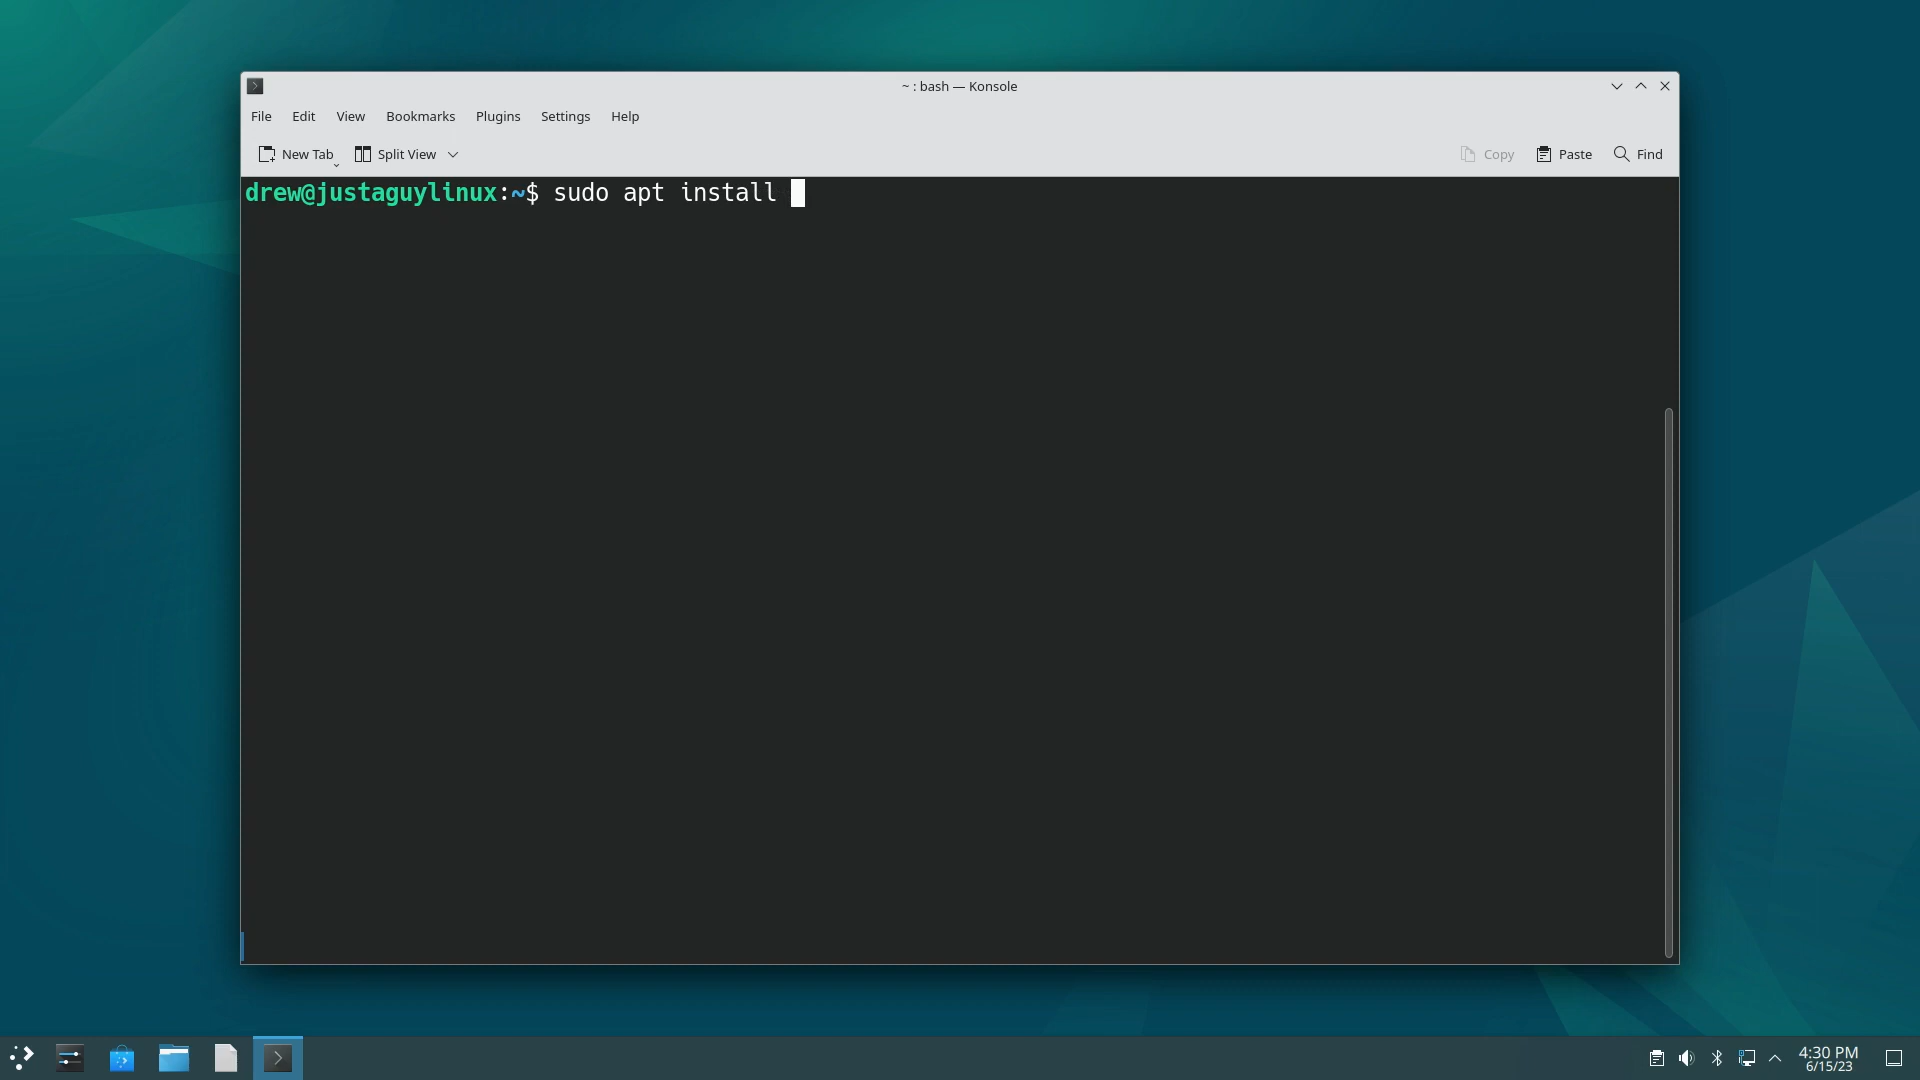 ~ : bash — Konsole
File Edit View Bookmarks Plugins Settings Help
New Tab Split View Copy Paste Find
drew@justaguylinux:~$ sudo apt install
4:30 PM
6/15/23